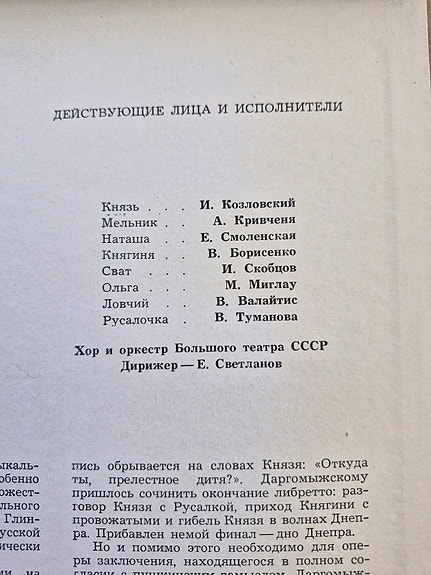 ДЕЙСТВУЮЩИЕ ЛИЦА И ИСПОЛНИТЕЛИ
Князь . . . И. Козловский
Мельник . . А. Кривченя
Наташа . . Е. Смоленская
Княгиня . . В. Борисенко
Сват . . . И. Скобцов
Ольга . . . М. Миглау
Ловчий . . В. Валайтис
Русалочка . В. Туманова
Хор и оркестр Большого театра СССР
Дирижер — Е. Светланов
пись обрывается на словах Князя: «Откуда
ты, прелестное дитя?». Даргомыжскому
пришлось сочинить окончание либретто: раз-
говор Князя с Русалкой, приход Княгини с
провожатыми и гибель Князя в волнах Днеп-
ра. Прибавлен немой финал — дно Днепра.
Но и помимо этого необходимо для опе-
ры заключения, находящегося в полном со-